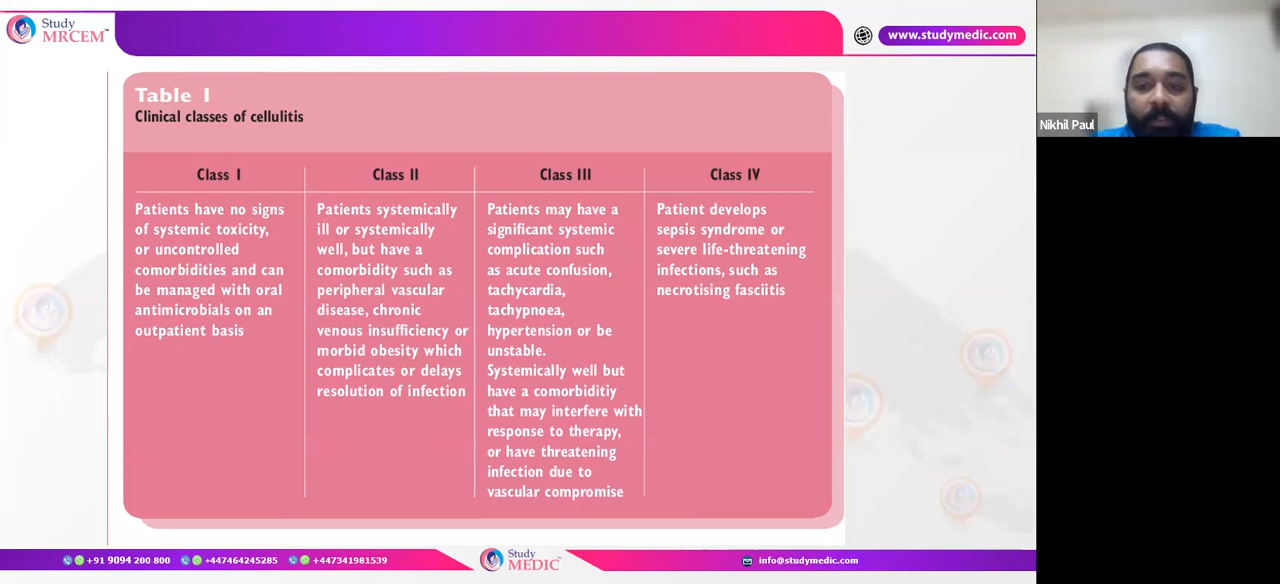 Study
MRCEM™
www.studymedic.com
Nikhil Paul
Table 1
Clinical classes of cellulitis
Class I
Patients have no signs
of systemic toxicity,
or uncontrolled
comorbidities and can
be managed with oral
antimicrobials on an
outpatient basis
Class II
Patients systemically
ill or systemically
well, but have a
comorbidity such as
peripheral vascular
disease, chronic
venous insufficiency or
morbid obesity which
complicates or delays
resolution of infection
Class III
Patients may have a
significant systemic
complication such
as acute confusion,
tachycardia,
tachypnoea,
hypertension or be
unstable.
Systemically well but
have a comorbiditiy
that may interfere with
response to therapy,
or have threatening
infection due to
vascular compromise
Class IV
Patient develops
sepsis syndrome or
severe life-threatening
infections, such as
necrotising fasciitis
+91 9094 200 800
+447464245285
+447341981539
Study
MEDIC
info@studymedic.com